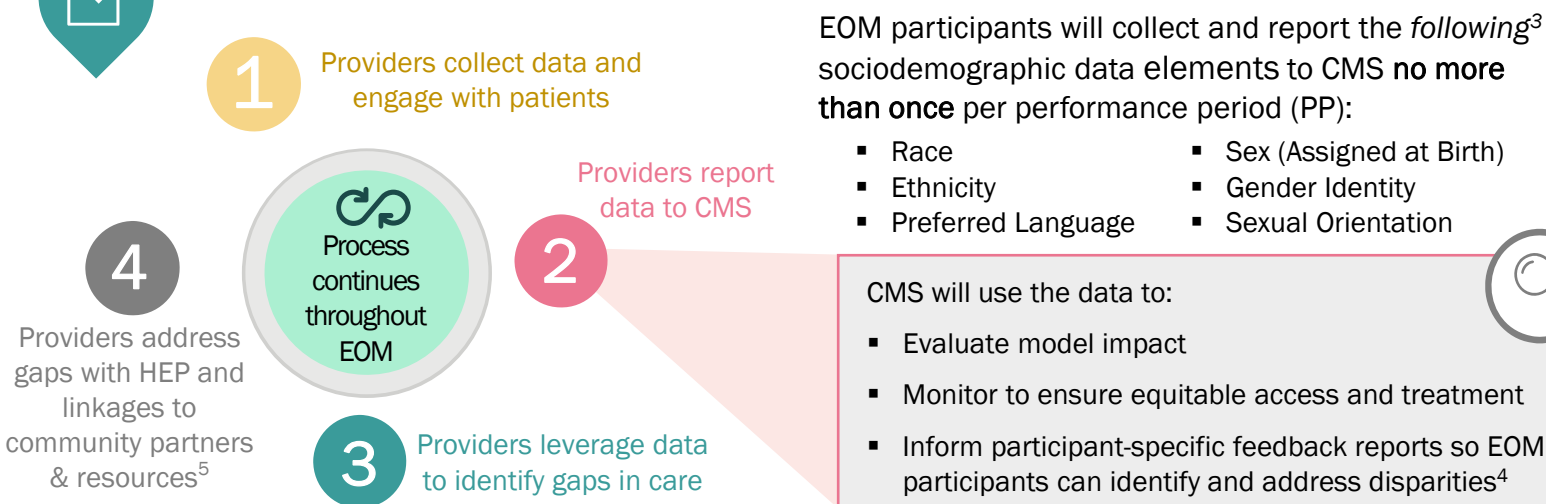 1
Providers collect data and
engage with patients
Process
continues
throughout
EOM
2
Providers report
data to CMS
3
Providers leverage data
to identify gaps in care
4
Providers address
gaps with HEP and
linkages to
community partners
& resources⁵
EOM participants will collect and report the following³
sociodemographic data elements to CMS no more
than once per performance period (PP):
▪ Race
▪ Ethnicity
▪ Preferred Language
▪ Sex (Assigned at Birth)
▪ Gender Identity
▪ Sexual Orientation
CMS will use the data to:
▪ Evaluate model impact
▪ Monitor to ensure equitable access and treatment
▪ Inform participant-specific feedback reports so EOM
participants can identify and address disparities⁴